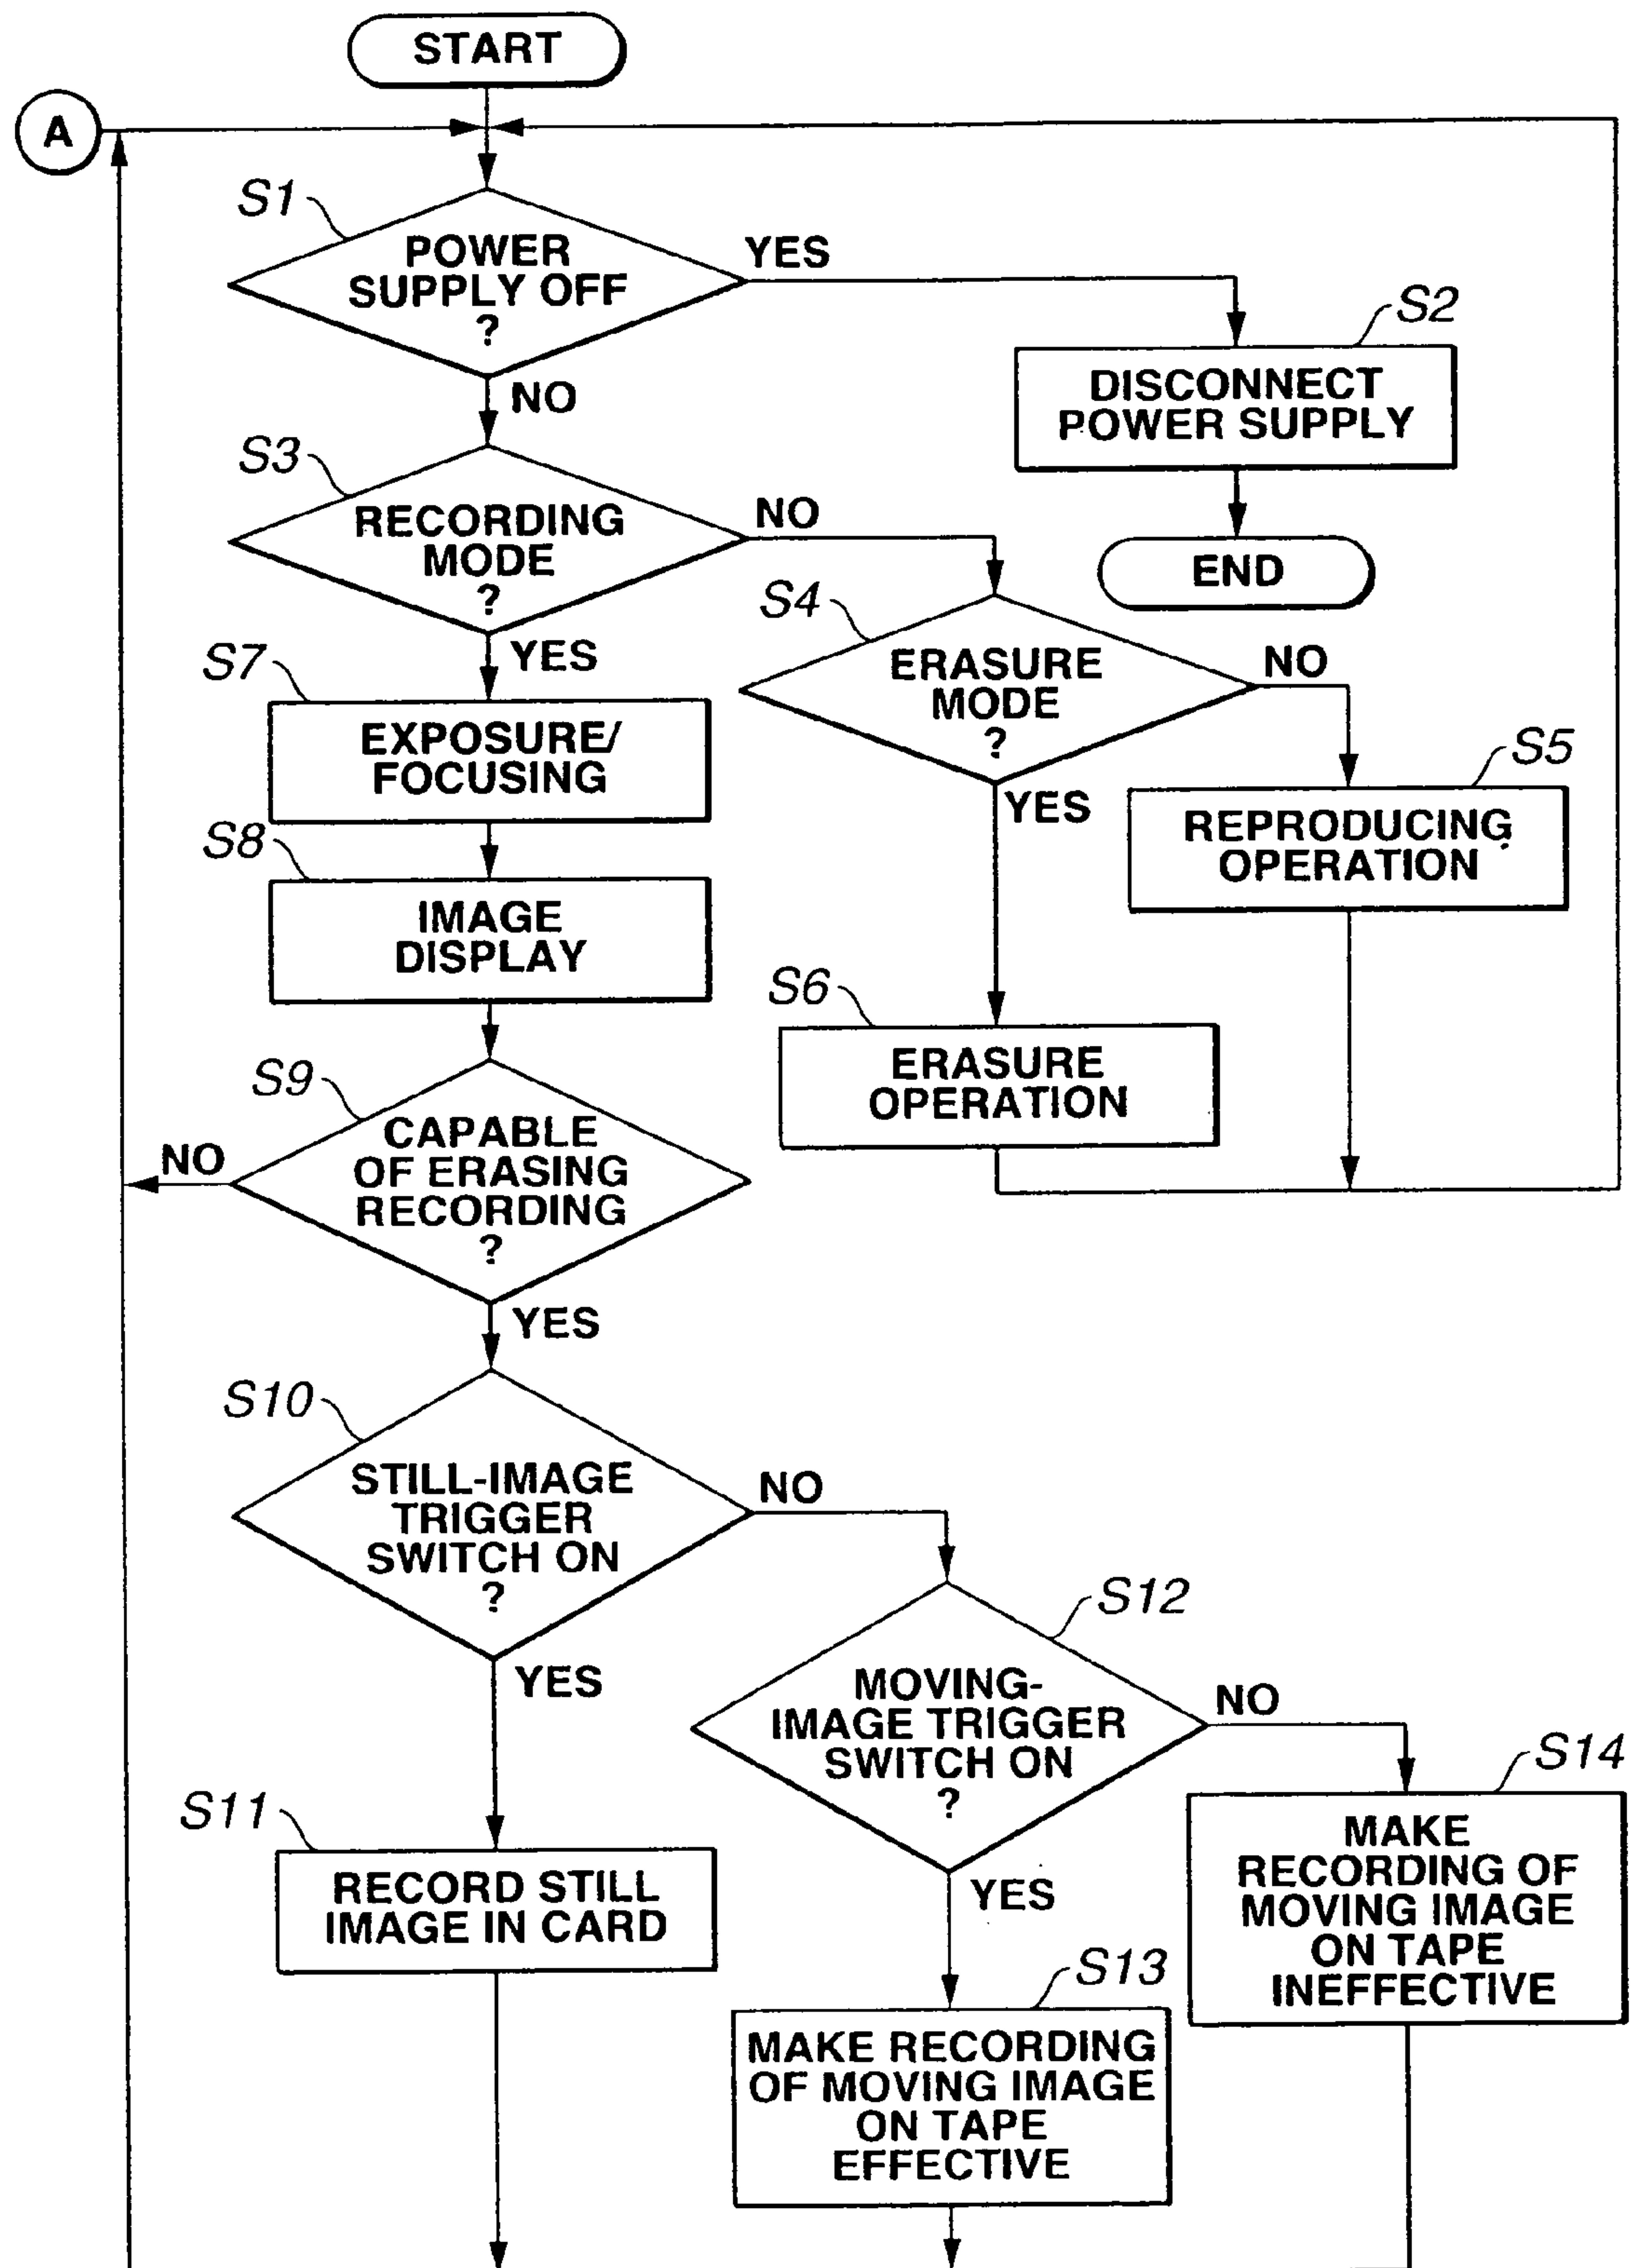 START
A
S1
POWER
SUPPLY OFF
?
YES
NO
S2
DISCONNECT
POWER SUPPLY
END
S3
RECORDING
MODE
?
NO
YES
S4
ERASURE
MODE
?
NO
YES
S5
REPRODUCING
OPERATION
S6
ERASURE
OPERATION
S7
EXPOSURE/
FOCUSING
S8
IMAGE
DISPLAY
S9
CAPABLE
OF ERASING
RECORDING
?
NO
YES
S10
STILL-IMAGE
TRIGGER
SWITCH ON
?
NO
YES
S11
RECORD STILL
IMAGE IN CARD
S12
MOVING-
IMAGE TRIGGER
SWITCH ON
?
NO
YES
S13
MAKE RECORDING
OF MOVING IMAGE
ON TAPE
EFFECTIVE
S14
MAKE
RECORDING OF
MOVING IMAGE
ON TAPE
INEFFECTIVE